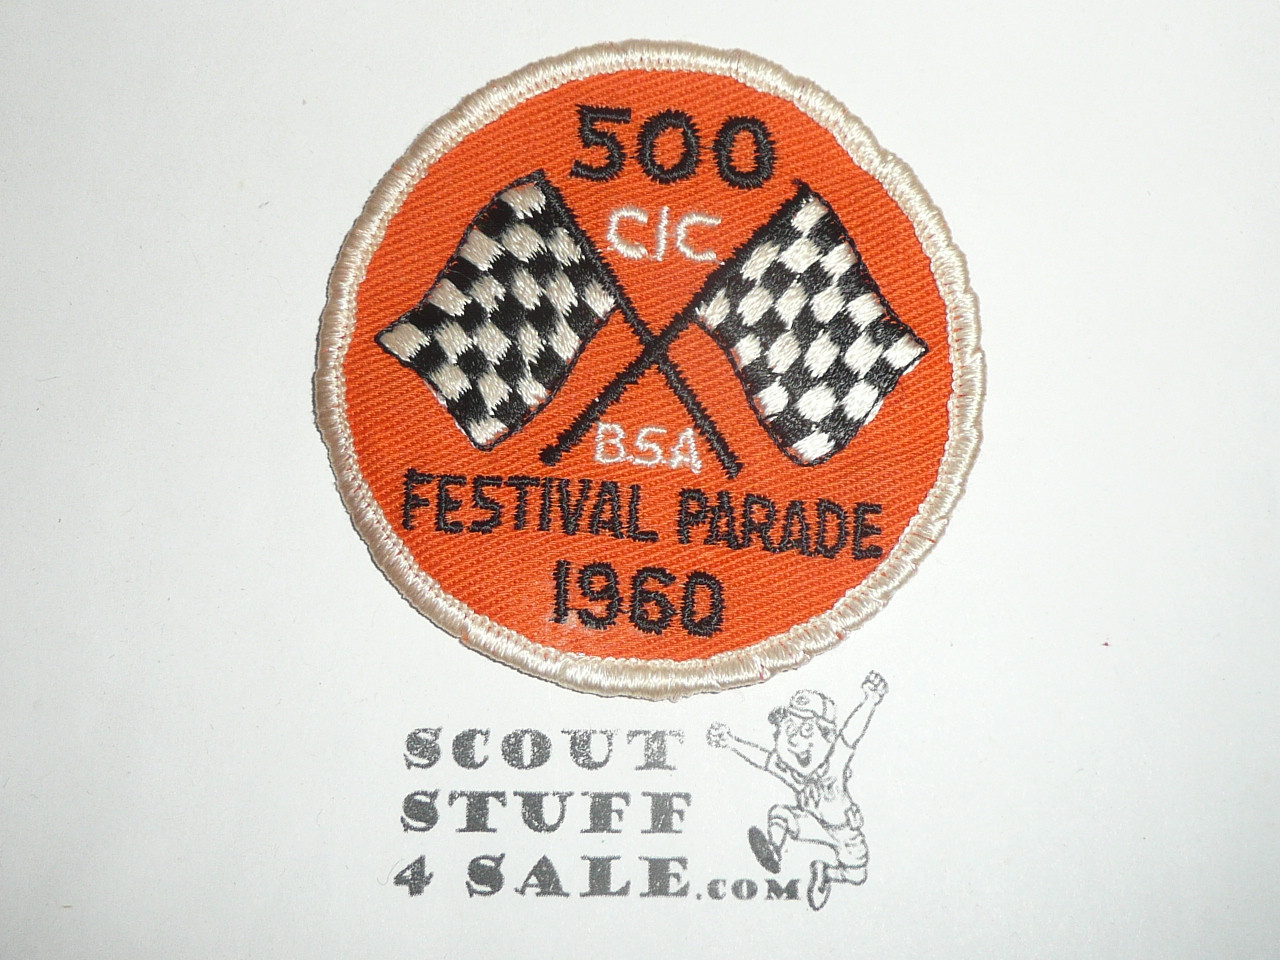 500
C/C
B.S.A
FESTIVAL PARADE
1960
SCOUT
STUFF
4 SALE.COM